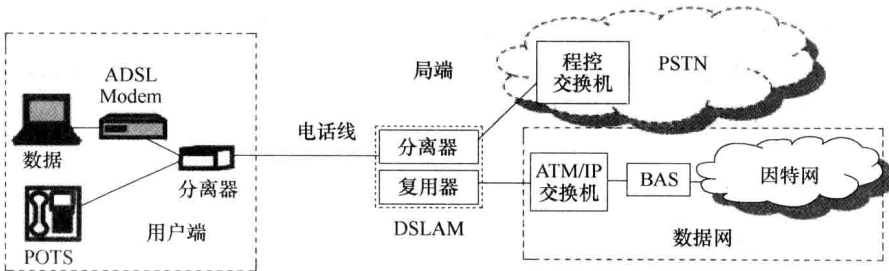 ADSL
Modem
数据
分离器
POTS
用户端
电话线
局端
程控
交换机
PSTN
分离器
复用器
DSLAM
ATM/IP
交换机
BAS
因特网
数据网